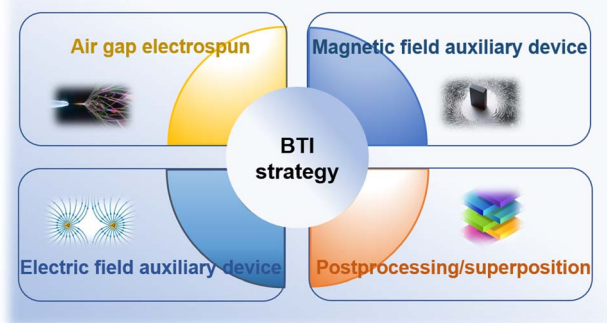 Air gap electrospun
Magnetic field auxiliary device
BTI
strategy
Electric field auxiliary device
Postprocessing/superposition